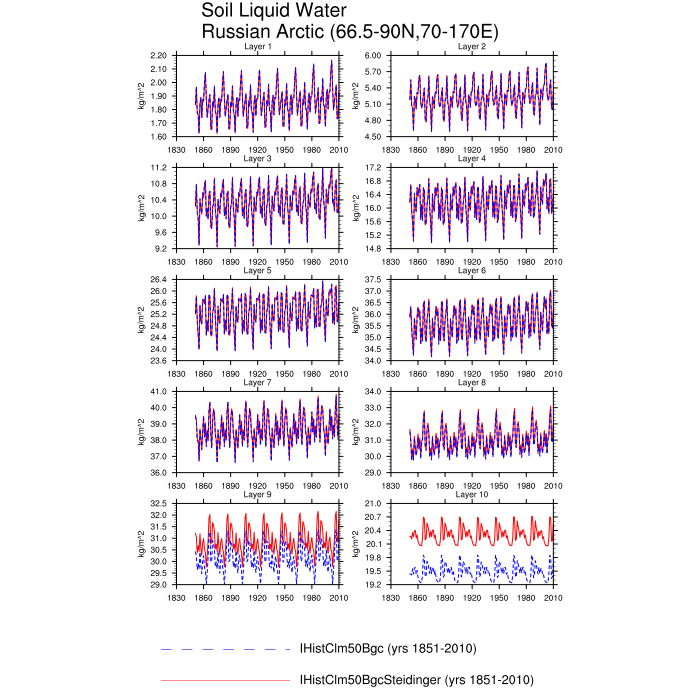 Soil Liquid Water
Russian Arctic (66.5-90N,70-170E)
Layer 1 Layer 2
2.20 2.10 2.00 1.90 1.80 1.70 1.60 kg/m^2
6.00 5.70 5.40 5.10 4.80 4.50 kg/m^2
1830 1860 1890 1920 1950 1980 2010 1830 1860 1890 1920 1950 1980 2010
Layer 3 Layer 4
11.2 10.8 10.4 10.0 9.6 9.2 kg/m^2
17.2 16.8 16.4 16.0 15.6 15.2 14.8 kg/m^2
1830 1860 1890 1920 1950 1980 2010 1830 1860 1890 1920 1950 1980 2010
Layer 5 Layer 6
26.4 26.0 25.6 25.2 24.8 24.4 24.0 23.6 kg/m^2
37.5 37.0 36.5 36.0 35.5 35.0 34.5 34.0 kg/m^2
1830 1860 1890 1920 1950 1980 2010 1830 1860 1890 1920 1950 1980 2010
Layer 7 Layer 8
41.0 40.0 39.0 38.0 37.0 36.0 kg/m^2
34.0 33.0 32.0 31.0 30.0 29.0 kg/m^2
1830 1860 1890 1920 1950 1980 2010 1830 1860 1890 1920 1950 1980 2010
Layer 9 Layer 10
32.5 32.0 31.5 31.0 30.5 30.0 29.5 29.0 kg/m^2
21.0 20.7 20.4 20.1 19.8 19.5 19.2 kg/m^2
1830 1860 1890 1920 1950 1980 2010 1830 1860 1890 1920 1950 1980 2010
IHistClm50Bgc (yrs 1851-2010)
IHistClm50BgcSteidinger (yrs 1851-2010)